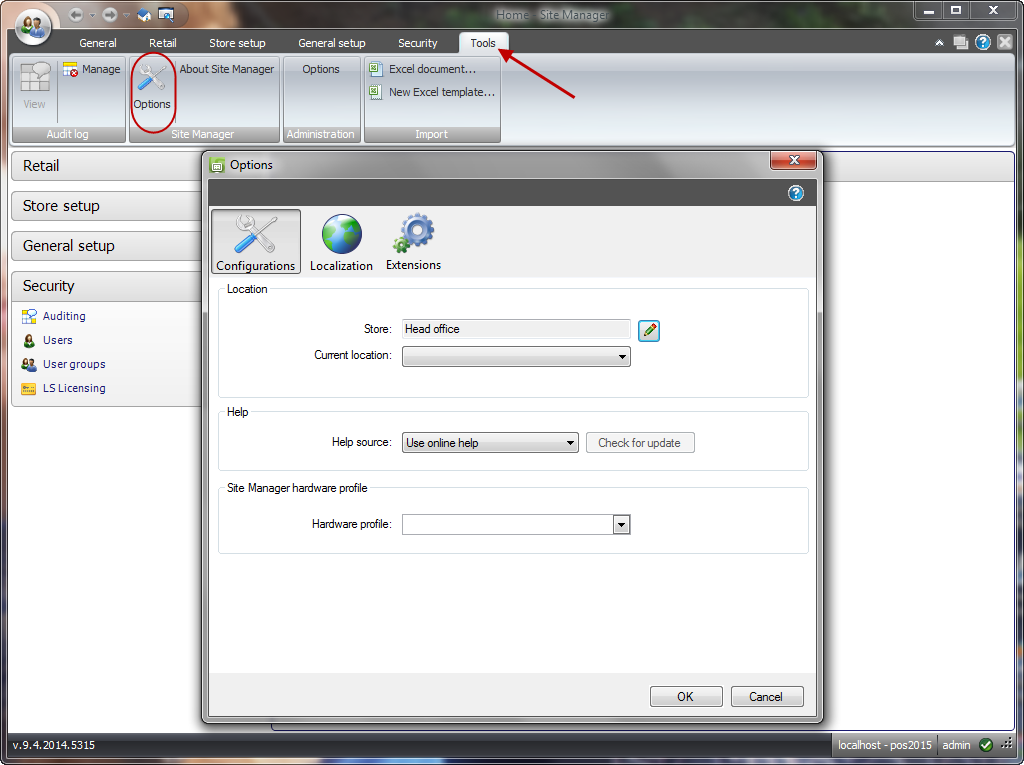 Home - Site Manager
General Retail Store setup General setup Security Tools
View Manage Options About Site Manager Options Excel document...
New Excel template...
Audit log Site Manager Administration Import
Retail
Store setup
General setup
Security
Auditing
Users
User groups
LS Licensing
Options
Configurations Localization Extensions
Location
Store: Head office
Current location:
Help
Help source: Use online help Check for update
Site Manager hardware profile
Hardware profile:
OK Cancel
v.9.4.2014.5315 localhost - pos2015 admin